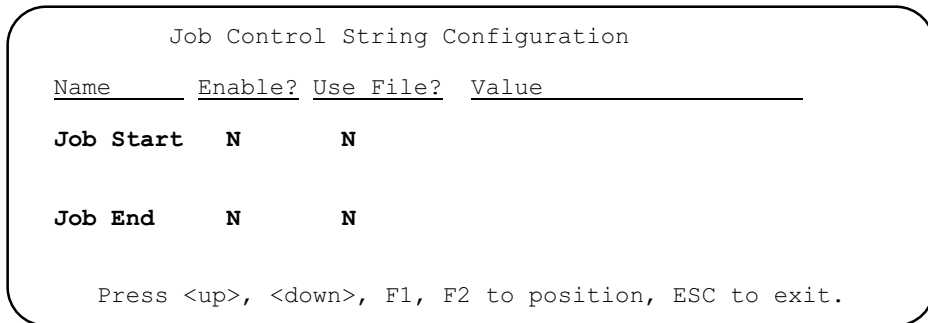 Job Control String Configuration
Name Enable? Use File? Value
Job Start N N
Job End N N
Press <up>, <down>, F1, F2 to position, ESC to exit.